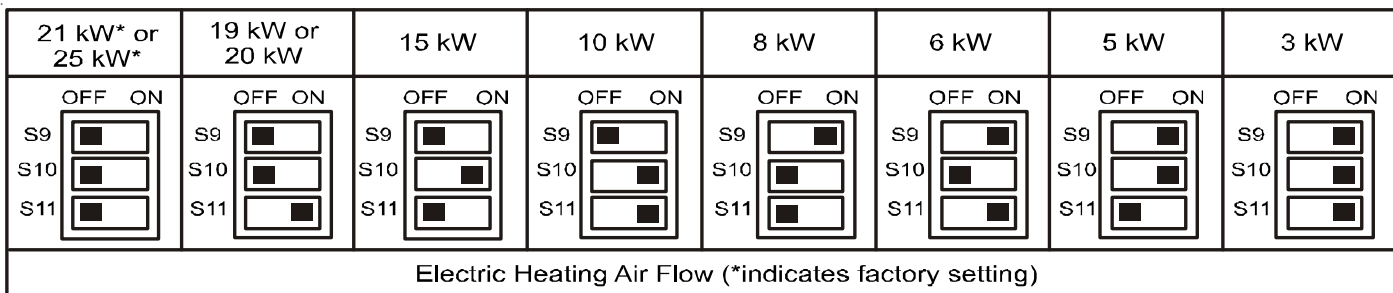 21 kW* or
25 kW*
19 kW or
20 kW
15 kW
10 kW
8 kW
6 kW
5 kW
3 kW
OFF ON
S9
S10
S11
OFF ON
S9
S10
S11
OFF ON
S9
S10
S11
OFF ON
S9
S10
S11
OFF ON
S9
S10
S11
OFF ON
S9
S10
S11
OFF ON
S9
S10
S11
OFF ON
S9
S10
S11
Electric Heating Air Flow (*indicates factory setting)